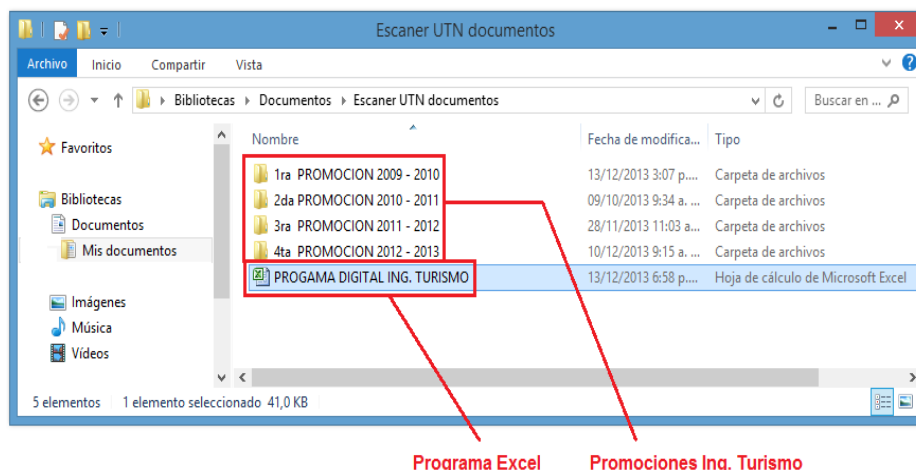 Escaner UTN documentos
Archivo Inicio Compartir Vista
Bibliotecas Documentos Escaner UTN documentos Buscar en ...
Nombre Fecha de modifica... Tipo
Favoritos
Bibliotecas
Documentos
Mis documentos
Imágenes
Música
Vídeos
1ra PROMOCION 2009 - 2010 13/12/2013 3:07 p.... Carpeta de archivos
2da PROMOCION 2010 - 2011 09/10/2013 9:34 a. ... Carpeta de archivos
3ra PROMOCION 2011 - 2012 28/11/2013 11:03 a... Carpeta de archivos
4ta PROMOCION 2012 - 2013 10/12/2013 9:15 a. ... Carpeta de archivos
PROGAMA DIGITAL ING. TURISMO 13/12/2013 6:58 p.... Hoja de cálculo de Microsoft Excel
5 elementos 1 elemento seleccionado 41,0 KB
Programa Excel Promociones Ing. Turismo